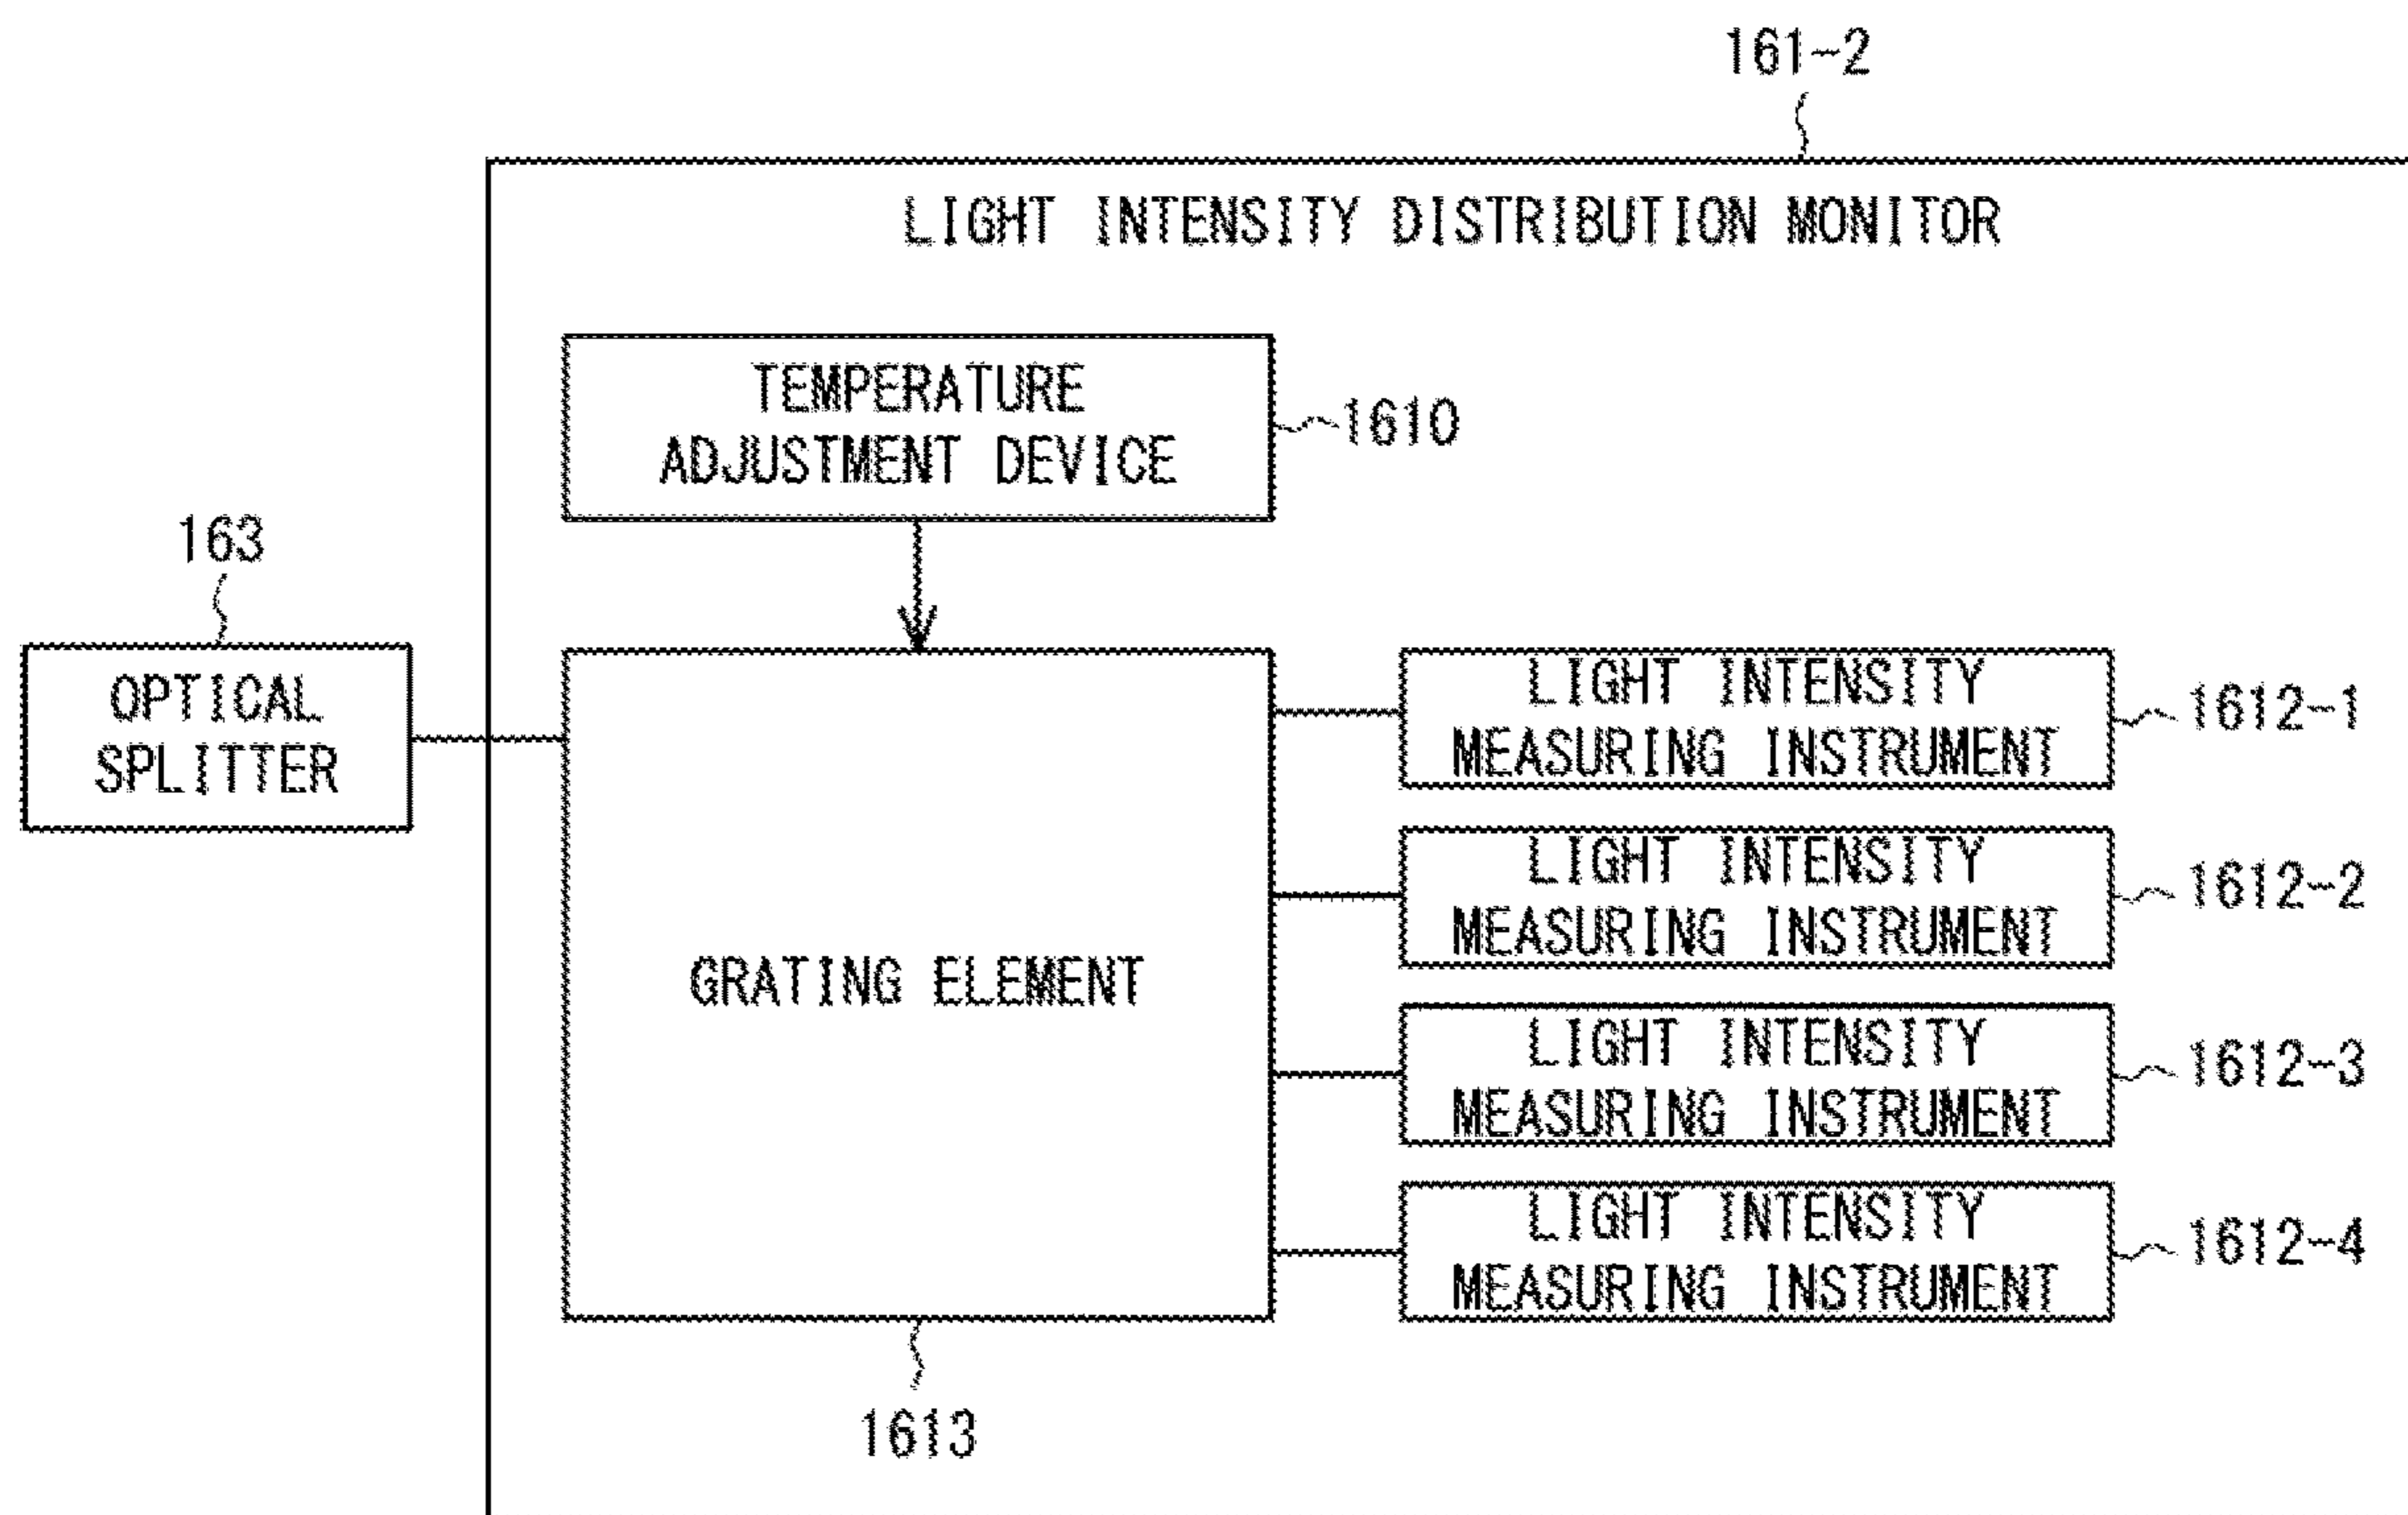 161-2
LIGHT INTENSITY DISTRIBUTION MONITOR
TEMPERATURE
ADJUSTMENT DEVICE
1610
163
OPTICAL
SPLITTER
GRATING ELEMENT
1613
LIGHT INTENSITY
MEASURING INSTRUMENT
1612-1
LIGHT INTENSITY
MEASURING INSTRUMENT
1612-2
LIGHT INTENSITY
MEASURING INSTRUMENT
1612-3
LIGHT INTENSITY
MEASURING INSTRUMENT
1612-4